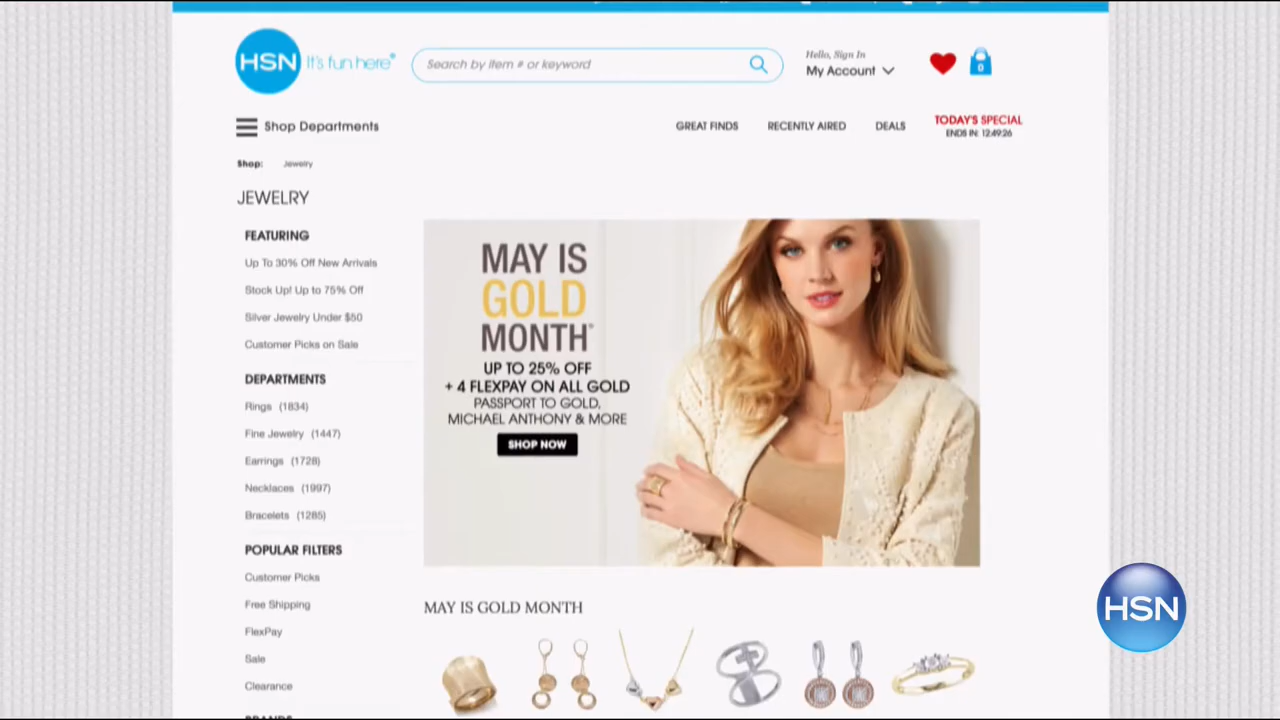 HSN It's fun here®
Search by item # or keyword
Hello, Sign In
My Account
0
Shop Departments
GREAT FINDS
RECENTLY AIRED
DEALS
TODAY'S SPECIAL
ENDS IN: 12:49:26
Shop: Jewelry
JEWELRY
FEATURING
Up To 30% Off New Arrivals
Stock Up! Up to 75% Off
Silver Jewelry Under $50
Customer Picks on Sale
DEPARTMENTS
Rings (1834)
Fine Jewelry (1447)
Earrings (1728)
Necklaces (1997)
Bracelets (1285)
POPULAR FILTERS
Customer Picks
Free Shipping
FlexPay
Sale
Clearance
BRANDS
MAY IS
GOLD
MONTH®
UP TO 25% OFF
+ 4 FLEXPAY ON ALL GOLD
PASSPORT TO GOLD,
MICHAEL ANTHONY & MORE
SHOP NOW
MAY IS GOLD MONTH
HSN